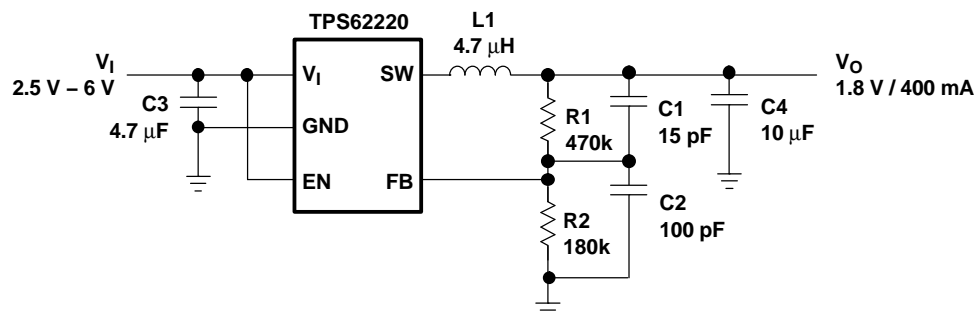 TPS62220
L1
4.7 µH
V_I
2.5 V – 6 V
V_I
SW
V_O
1.8 V / 400 mA
C3
4.7 µF
GND
R1
470k
C1
15 pF
C4
10 µF
EN
FB
R2
180k
C2
100 pF